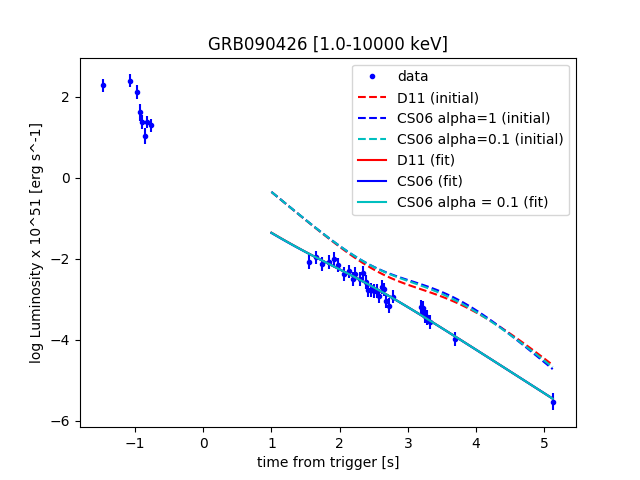 GRB090426 [1.0-10000 keV]
data
D11 (initial)
CS06 alpha=1 (initial)
CS06 alpha=0.1 (initial)
D11 (fit)
CS06 (fit)
CS06 alpha = 0.1 (fit)
log Luminosity x 10^51 [erg s^-1]
2
0
−2
−4
−6
−1 0 1 2 3 4 5
time from trigger [s]